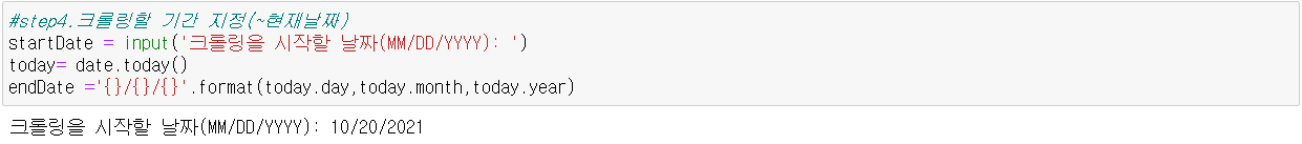 #step4.크롤링할 기간 지정(~현재날짜)
startDate = input('크롤링을 시작할 날짜(MM/DD/YYYY): ')
today= date.today()
endDate ='{}/{}/{}'.format(today.day,today.month,today.year)
크롤링을 시작할 날짜(MM/DD/YYYY): 10/20/2021